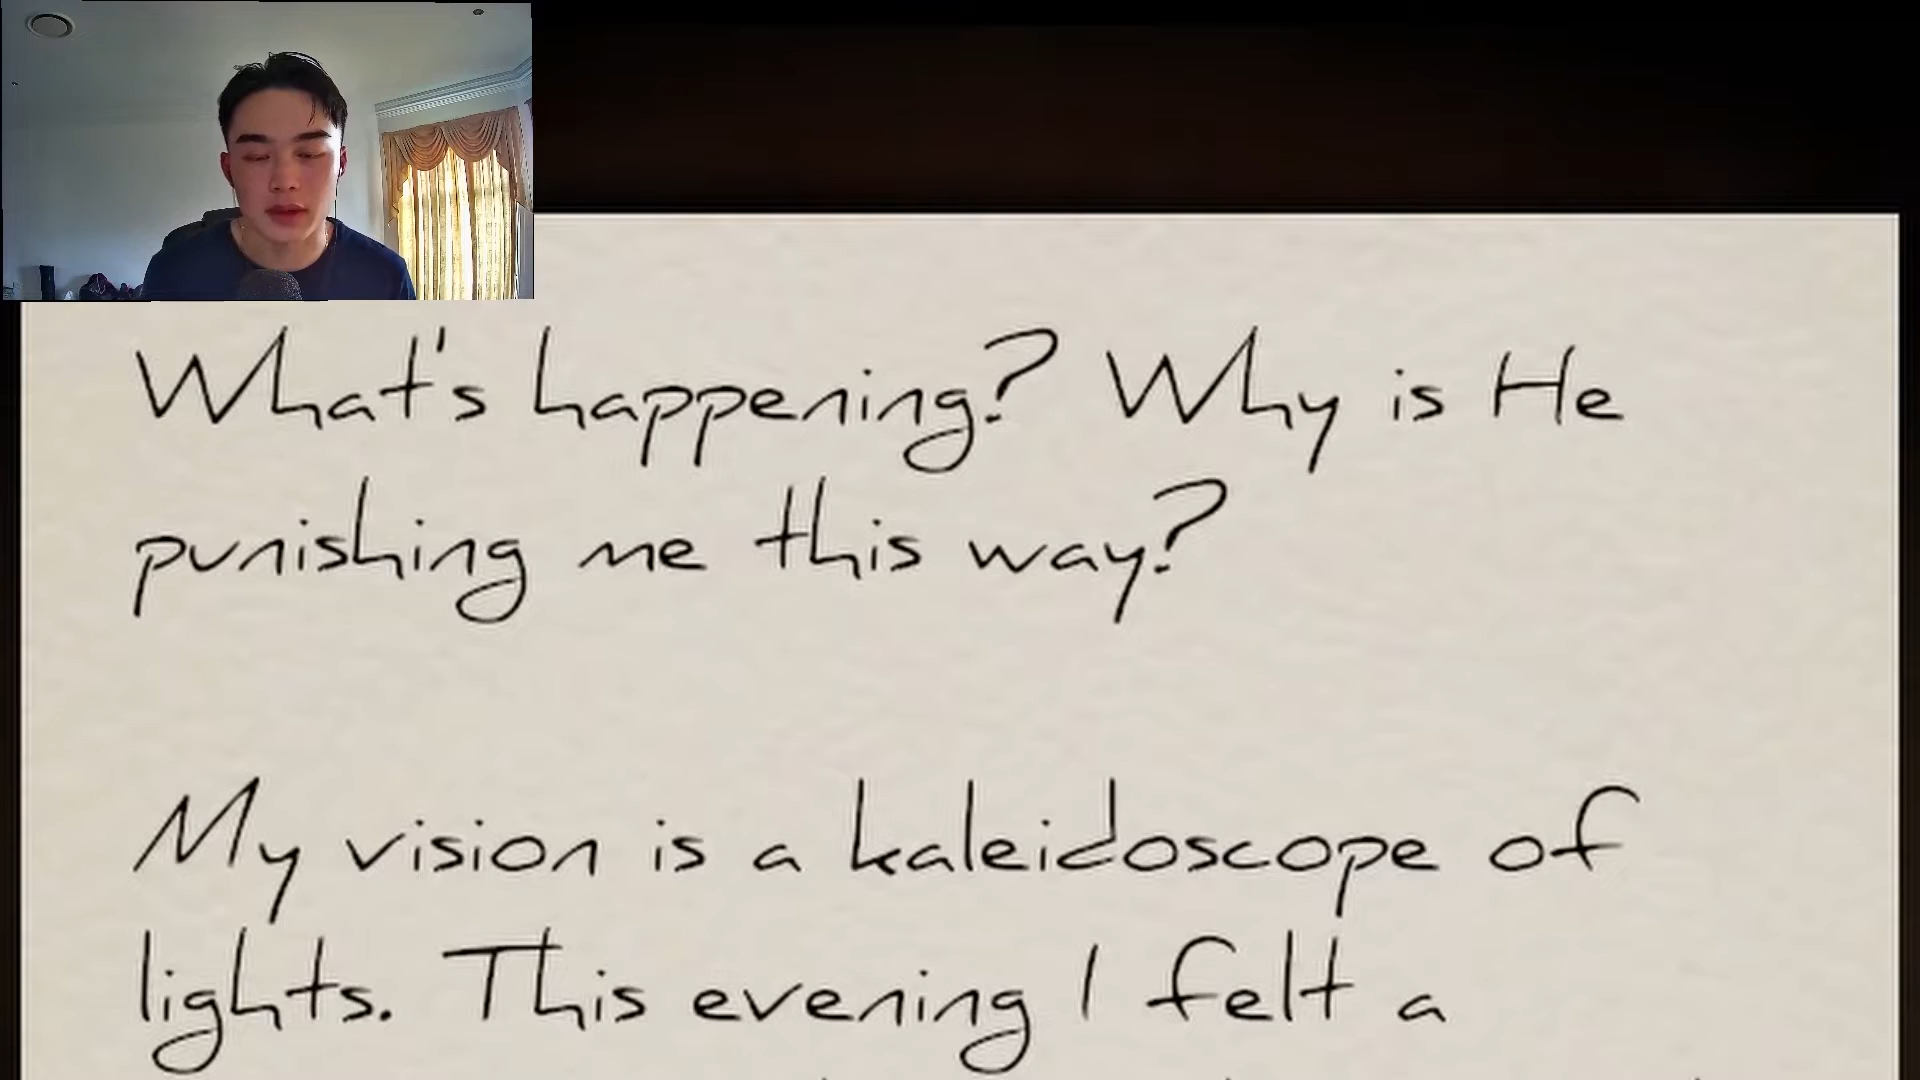 What's happening? Why is He
punishing me this way?
My vision is a kaleidoscope of
lights. This evening I felt a